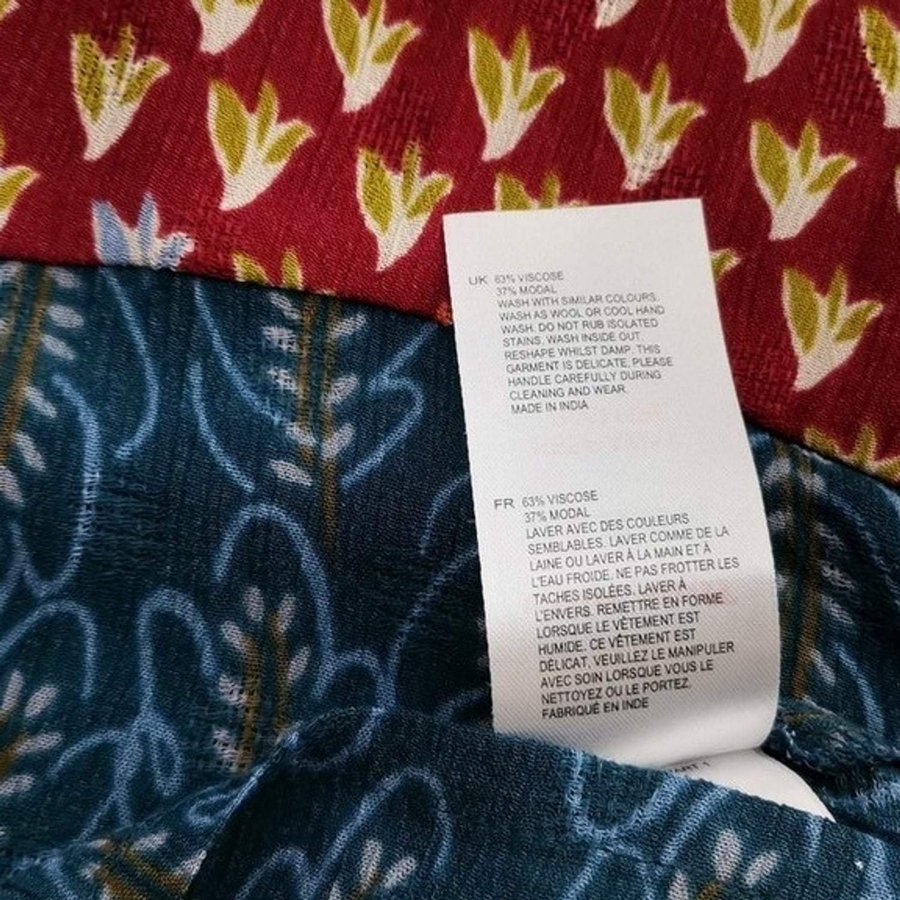 UK 63% VISCOSE
37% MODAL
WASH WITH SIMILAR COLOURS.
WASH AS WOOL OR COOL HAND
WASH. DO NOT RUB ISOLATED
STAINS. WASH INSIDE OUT.
RESHAPE WHILST DAMP. THIS
GARMENT IS DELICATE, PLEASE
HANDLE CAREFULLY DURING
CLEANING AND WEAR.
MADE IN INDIA
FR 63% VISCOSE
37% MODAL
LAVER AVEC DES COULEURS
SEMBLABLES. LAVER COMME DE LA
LAINE OU LAVER À LA MAIN ET À
L'EAU FROIDE. NE PAS FROTTER LES
TACHES ISOLÉES. LAVER À
L'ENVERS. REMETTRE EN FORME
LORSQUE LE VÊTEMENT EST
HUMIDE. CE VÊTEMENT EST
DÉLICAT, VEUILLEZ LE MANIPULER
AVEC SOIN LORSQUE VOUS LE
NETTOYEZ OU LE PORTEZ.
FABRIQUÉ EN INDE